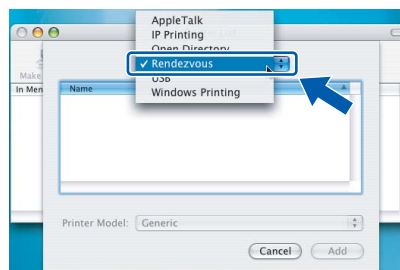 AppleTalk
IP Printing
Open Directory
✓ Rendezvous
USB
Windows Printing
Make
In Men
Name
Printer Model: Generic
Cancel Add